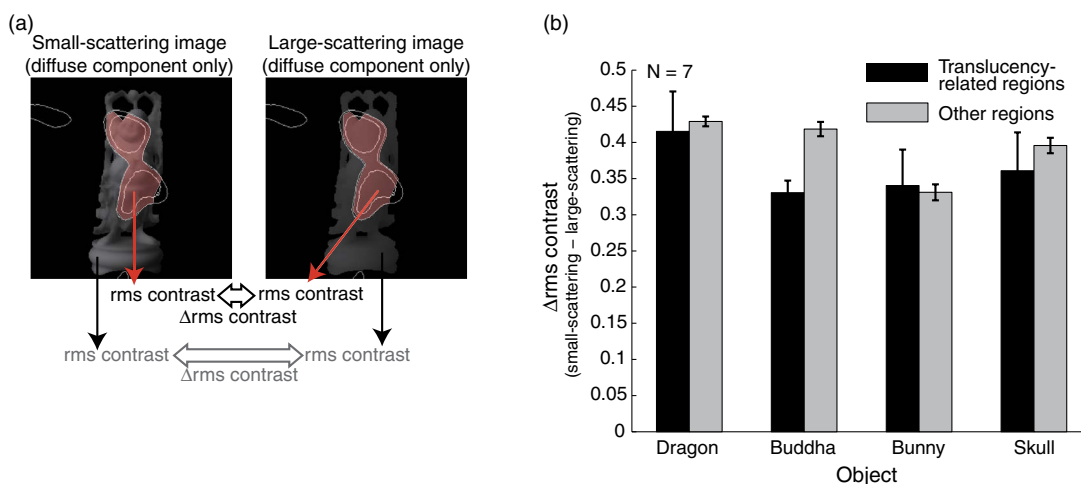 (a)
Small-scattering image
(diffuse component only)
Large-scattering image
(diffuse component only)
rms contrast
rms contrast
Δrms contrast
rms contrast
rms contrast
Δrms contrast
(b)
N = 7
Translucency-
related regions
Other regions
Δrms contrast
(small-scattering – large-scattering)
0.45
0.4
0.35
0.3
0.25
0.2
0.15
0.1
0.05
0
Dragon
Buddha
Bunny
Skull
Object